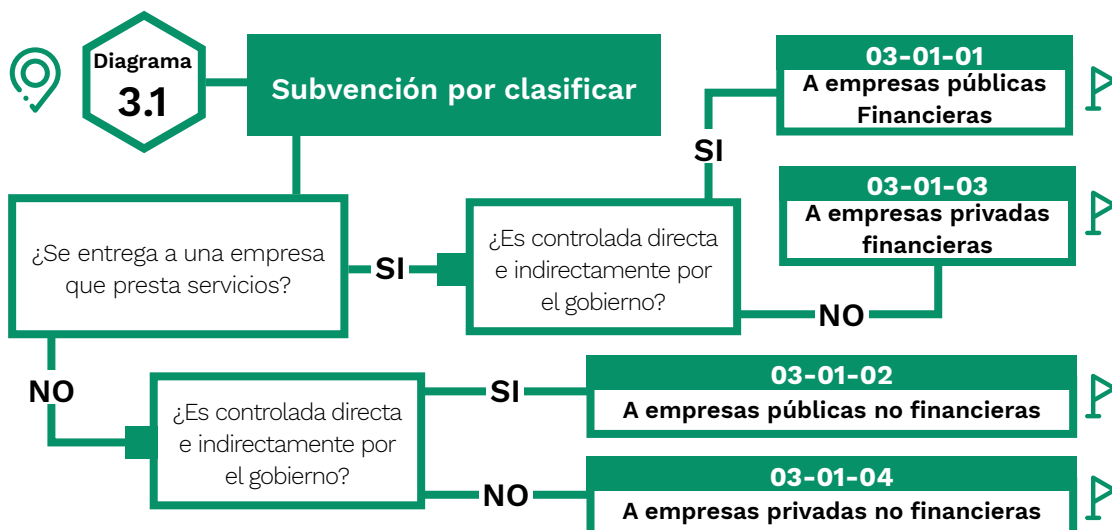 Diagrama
3.1
Subvención por clasificar
03-01-01
A empresas públicas
Financieras
SI
03-01-03
A empresas privadas
financieras
¿Se entrega a una empresa
que presta servicios?
SI
¿Es controlada directa
e indirectamente por
el gobierno?
NO
NO
¿Es controlada directa
e indirectamente por
el gobierno?
SI
03-01-02
A empresas públicas no financieras
NO
03-01-04
A empresas privadas no financieras